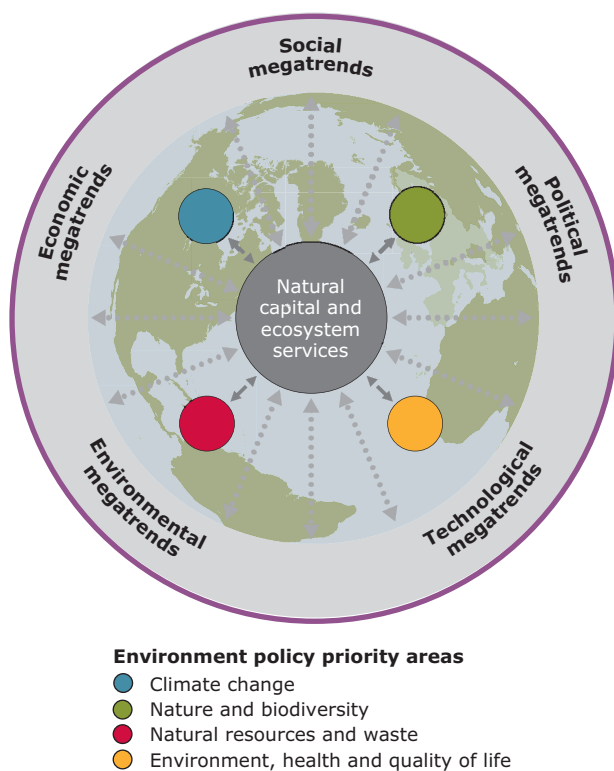 Social
megatrends
Economic
megatrends
Political
megatrends
Natural
capital and
ecosystem
services
Environmental
megatrends
Technological
megatrends
Environment policy priority areas
Climate change
Nature and biodiversity
Natural resources and waste
Environment, health and quality of life